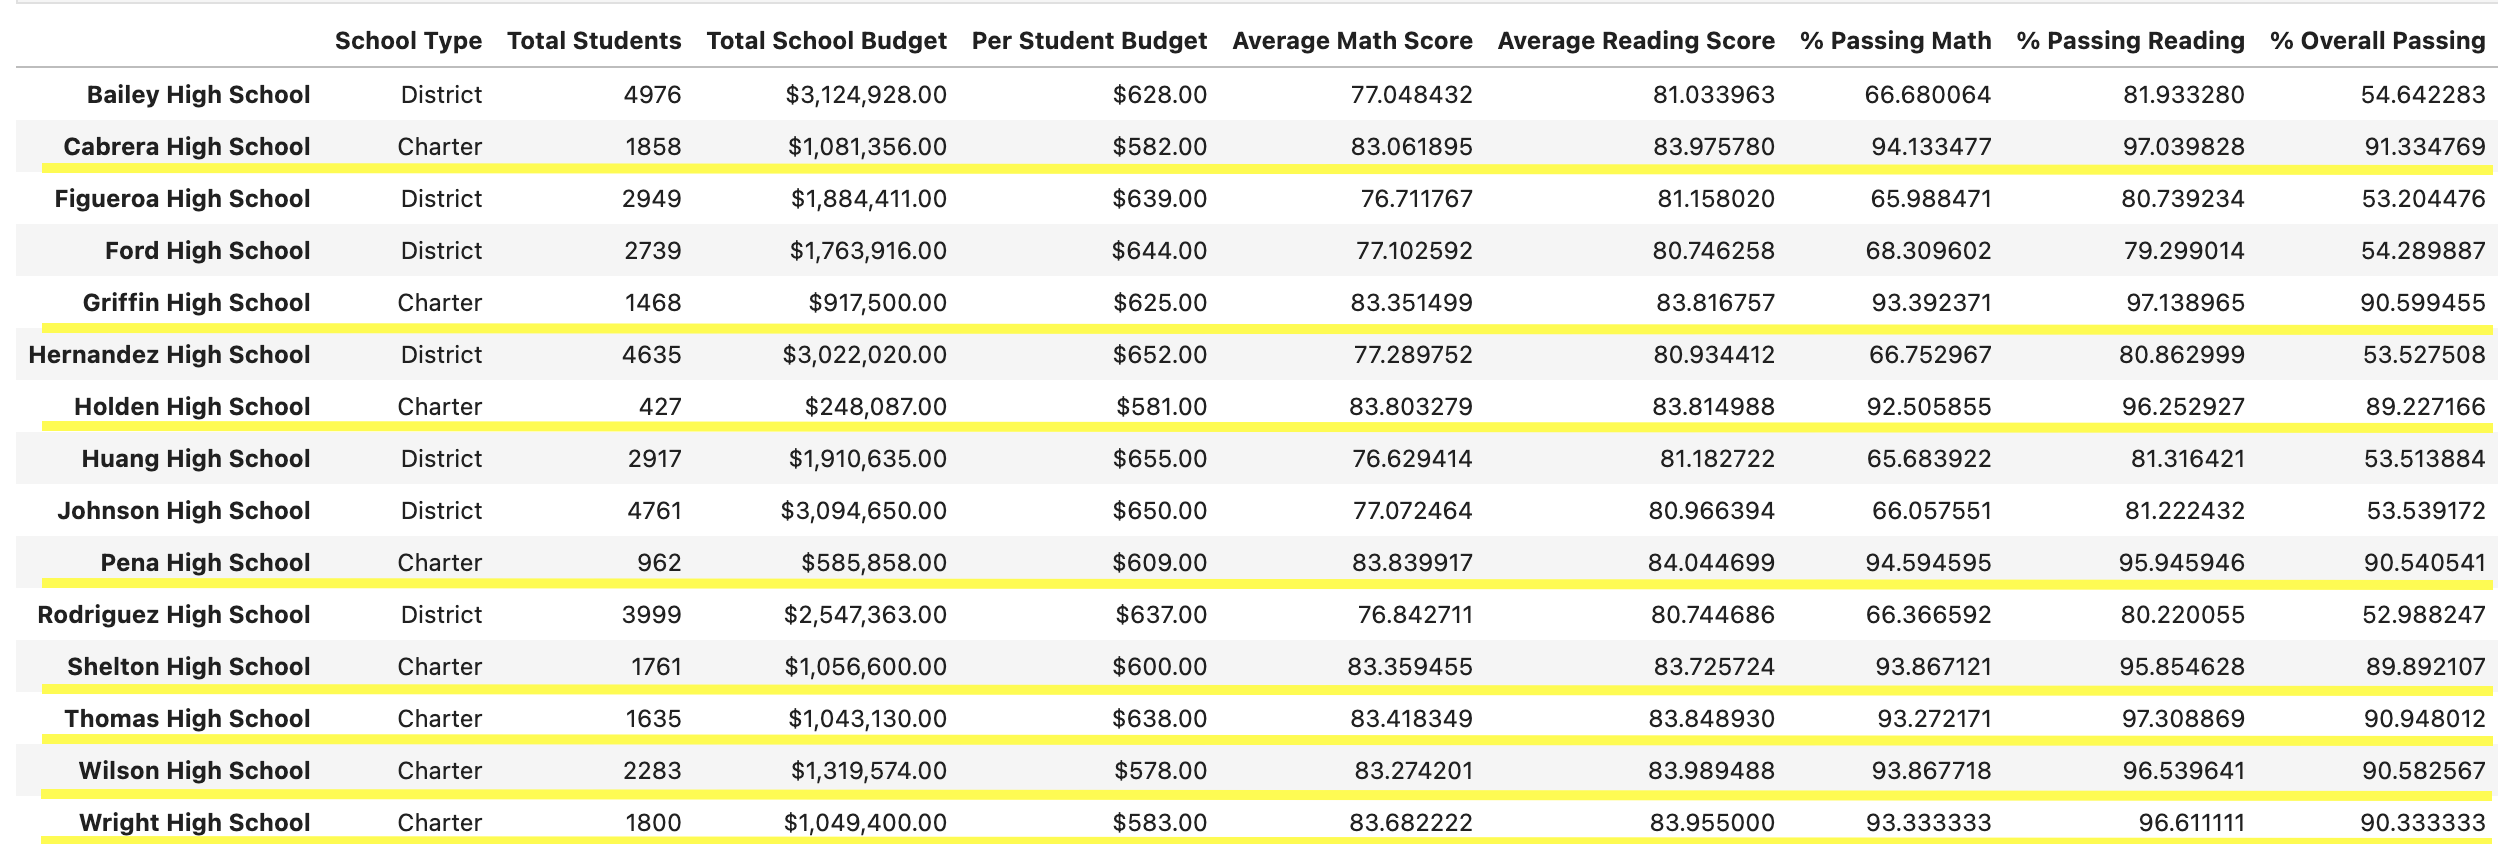 School Type Total Students Total School Budget Per Student Budget Average Math Score Average Reading Score % Passing Math % Passing Reading % Overall Passing
Bailey High School District 4976 $3,124,928.00 $628.00 77.048432 81.033963 66.680064 81.933280 54.642283
Cabrera High School Charter 1858 $1,081,356.00 $582.00 83.061895 83.975780 94.133477 97.039828 91.334769
Figueroa High School District 2949 $1,884,411.00 $639.00 76.711767 81.158020 65.988471 80.739234 53.204476
Ford High School District 2739 $1,763,916.00 $644.00 77.102592 80.746258 68.309602 79.299014 54.289887
Griffin High School Charter 1468 $917,500.00 $625.00 83.351499 83.816757 93.392371 97.138965 90.599455
Hernandez High School District 4635 $3,022,020.00 $652.00 77.289752 80.934412 66.752967 80.862999 53.527508
Holden High School Charter 427 $248,087.00 $581.00 83.803279 83.814988 92.505855 96.252927 89.227166
Huang High School District 2917 $1,910,635.00 $655.00 76.629414 81.182722 65.683922 81.316421 53.513884
Johnson High School District 4761 $3,094,650.00 $650.00 77.072464 80.966394 66.057551 81.222432 53.539172
Pena High School Charter 962 $585,858.00 $609.00 83.839917 84.044699 94.594595 95.945946 90.540541
Rodriguez High School District 3999 $2,547,363.00 $637.00 76.842711 80.744686 66.366592 80.220055 52.988247
Shelton High School Charter 1761 $1,056,600.00 $600.00 83.359455 83.725724 93.867121 95.854628 89.892107
Thomas High School Charter 1635 $1,043,130.00 $638.00 83.418349 83.848930 93.272171 97.308869 90.948012
Wilson High School Charter 2283 $1,319,574.00 $578.00 83.274201 83.989488 93.867718 96.539641 90.582567
Wright High School Charter 1800 $1,049,400.00 $583.00 83.682222 83.955000 93.333333 96.611111 90.333333